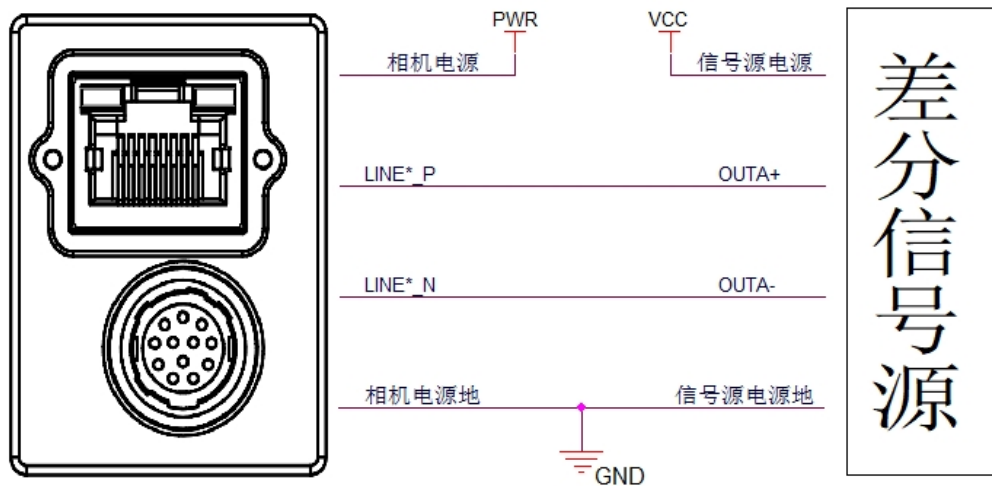 PWR
VCC
相机电源
信号源电源
LINE*_P
OUTA+
LINE*_N
OUTA-
相机电源地
信号源电源地
GND
差分信号源